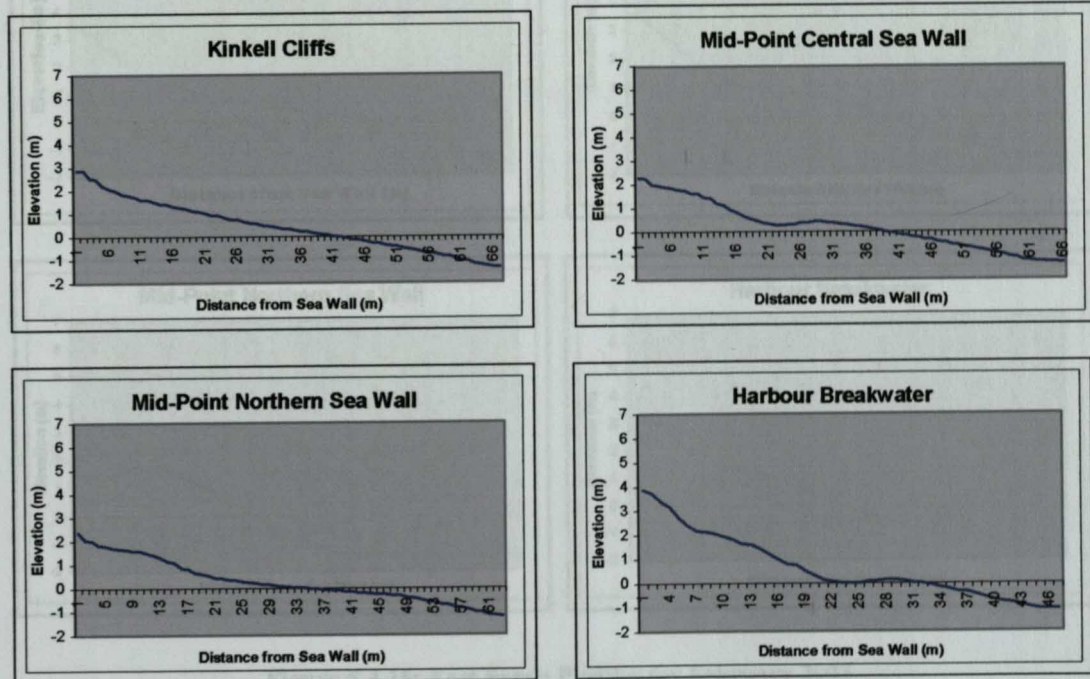 Kinkell Cliffs
Elevation (m)
7
6
5
4
3
2
1
0
-1
-2
1 6 11 16 21 26 31 36 41 46 51 56 61 66
Distance from Sea Wall (m)
Mid-Point Central Sea Wall
Elevation (m)
7
6
5
4
3
2
1
0
-1
-2
1 6 11 16 21 26 31 36 41 46 51 56 61 66
Distance from Sea Wall (m)
Mid-Point Northern Sea Wall
Elevation (m)
7
6
5
4
3
2
1
0
-1
-2
1 5 9 13 17 21 25 29 33 37 41 45 49 53 57 61
Distance from Sea Wall (m)
Harbour Breakwater
Elevation (m)
7
6
5
4
3
2
1
0
-1
-2
1 4 7 10 13 16 19 22 25 28 31 34 37 40 43 46
Distance from Sea Wall (m)